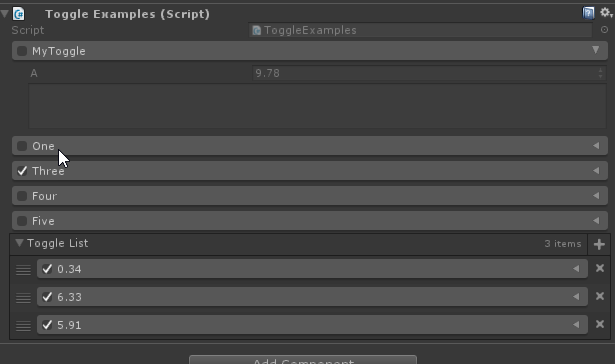 Toggle Examples (Script)
Script ToggleExamples
MyToggle
A 9.78
One
Three
Four
Five
Toggle List 3 items
0.34
6.33
5.91
Add Component